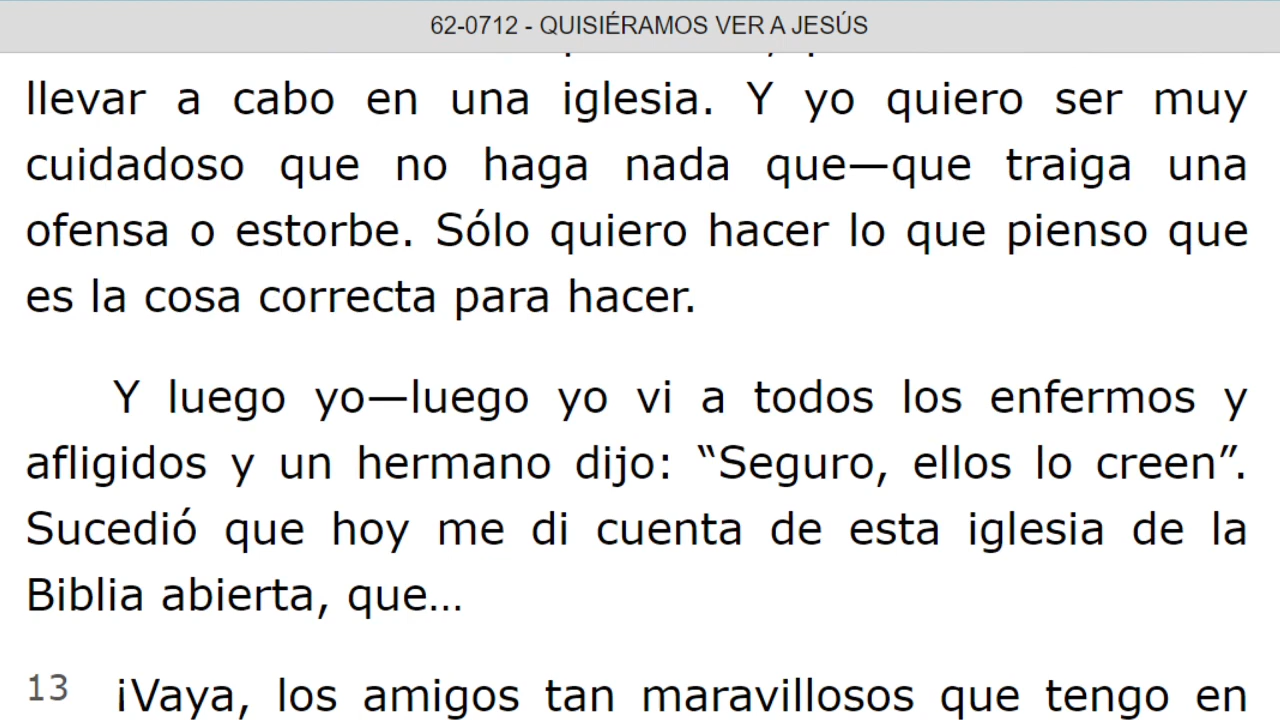 62-0712 - QUISIÉRAMOS VER A JESÚS
llevar a cabo en una iglesia. Y yo quiero ser muy
cuidadoso que no haga nada que—que traiga una
ofensa o estorbe. Sólo quiero hacer lo que pienso que
es la cosa correcta para hacer.
Y luego yo—luego yo vi a todos los enfermos y
afligidos y un hermano dijo: “Seguro, ellos lo creen”.
Sucedió que hoy me di cuenta de esta iglesia de la
Biblia abierta, que…
13 ¡Vaya, los amigos tan maravillosos que tengo en